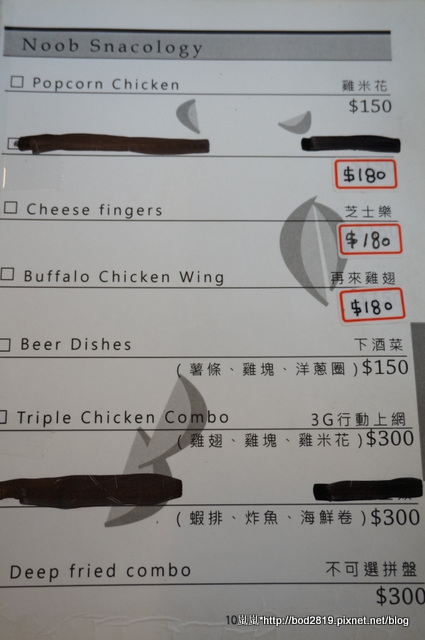 Noob Snacology
Popcorn Chicken 雞米花
$150
$180
Cheese fingers 芝士樂
$180
Buffalo Chicken Wing 再來雞翅
$180
Beer Dishes 下酒菜
(薯條、雞塊、洋蔥圈)$150
Triple Chicken Combo 3G行動上網
(雞翅、雞塊、雞米花)$300
(蝦排、炸魚、海鮮卷)$300
Deep fried combo 不可選拼盤
$300
10
鼠鼠*http://bod2819.pixnet.net/blog